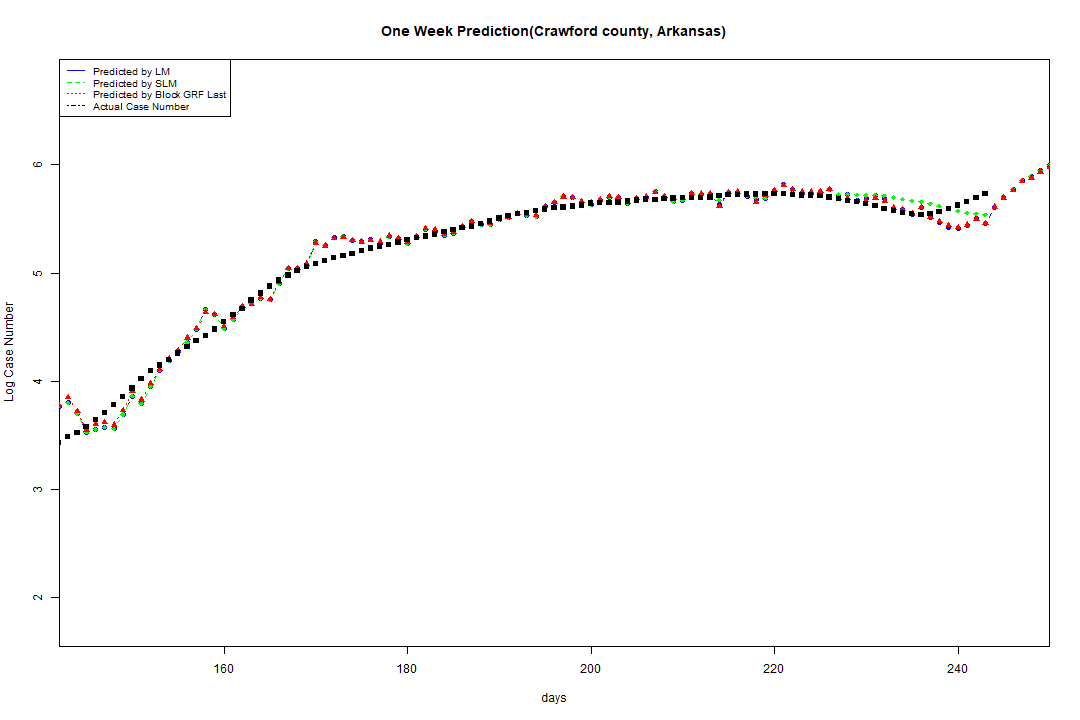 One Week Prediction(Crawford county, Arkansas)
Predicted by LM
Predicted by SLM
Predicted by Block GRF Last
Actual Case Number
6
5
4
3
2
Log Case Number
160 180 200 220 240
days